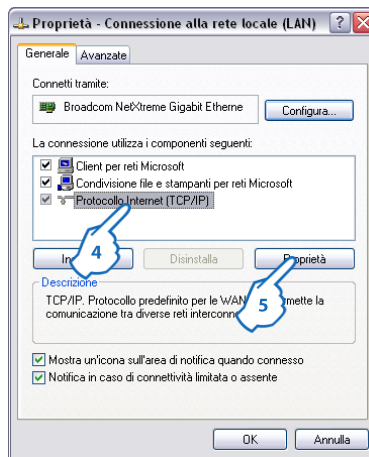 Proprietà - Connessione alla rete locale (LAN)
Generale Avanzate
Connetti tramite:
Broadcom NetXtreme Gigabit Etherne
Configura...
La connessione utilizza i componenti seguenti:
Client per reti Microsoft
Condivisione file e stampanti per reti Microsoft
Protocollo Internet (TCP/IP)
4
Disinstalla
Proprietà
5
Descrizione
TCP/IP. Protocollo predefinito per le WAN
comunicazione tra diverse reti
Mostra un'icona sull'area di notifica quando connesso
Notifica in caso di connettività limitata o assente
OK Annulla